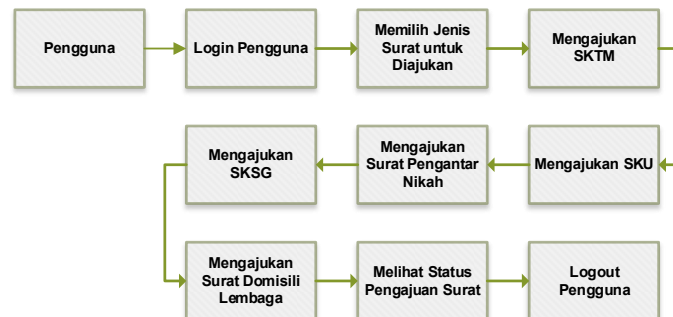 Pengguna
Login Pengguna
Memilih Jenis
Surat untuk
Diajukan
Mengajukan
SKTM
Mengajukan SKU
Mengajukan
Surat Pengantar
Nikah
Mengajukan
SKSG
Mengajukan
Surat Domisili
Lembaga
Melihat Status
Pengajuan Surat
Logout
Pengguna